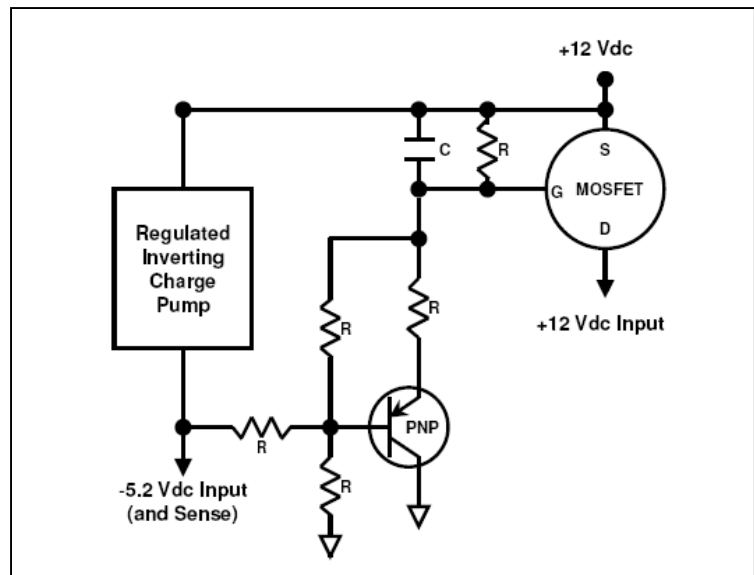 +12 Vdc
C
R
S
G
MOSFET
D
Regulated
Inverting
Charge
Pump
R
R
+12 Vdc Input
PNP
R
R
-5.2 Vdc Input
(and Sense)